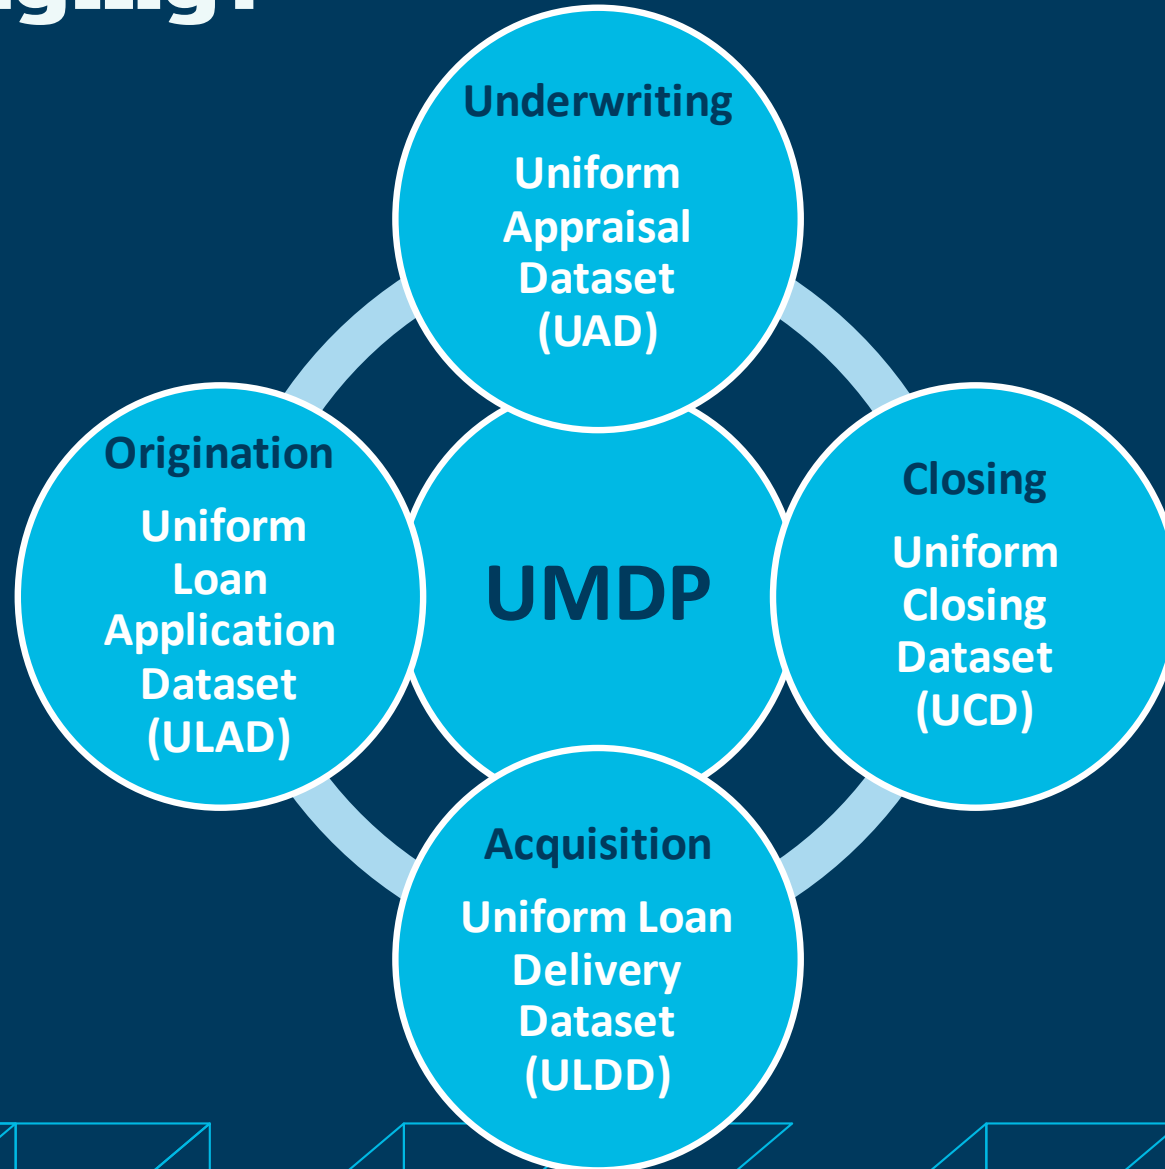 Underwriting
Uniform
Appraisal
Dataset
(UAD)
Origination
Uniform
Loan
Application
Dataset
(ULAD)
UMDP
Closing
Uniform
Closing
Dataset
(UCD)
Acquisition
Uniform Loan
Delivery
Dataset
(ULDD)